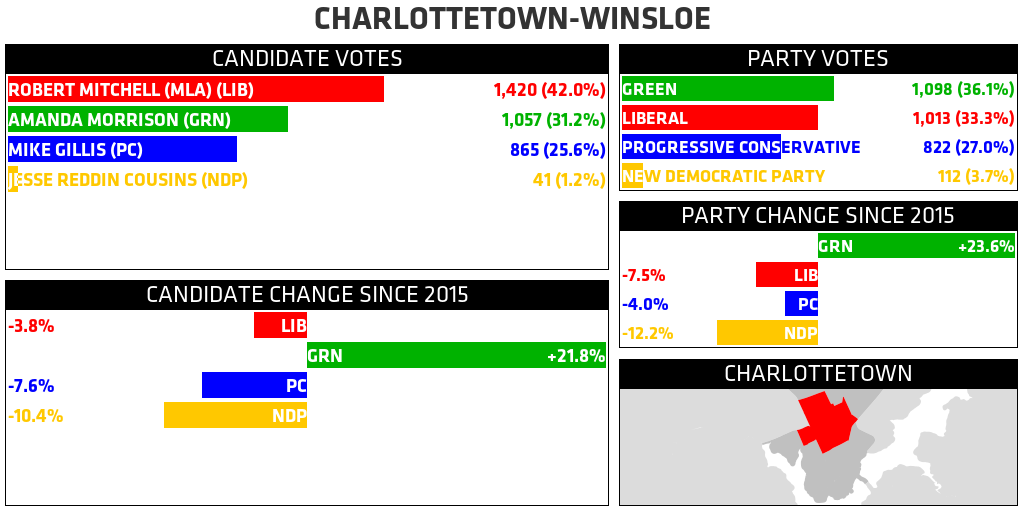 CHARLOTTETOWN-WINSLOE
CANDIDATE VOTES
ROBERT MITCHELL (MLA) (LIB) 1,420 (42.0%)
AMANDA MORRISON (GRN) 1,057 (31.2%)
MIKE GILLIS (PC) 865 (25.6%)
JESSE REDDIN COUSINS (NDP) 41 (1.2%)
CANDIDATE CHANGE SINCE 2015
-3.8% LIB
GRN +21.8%
-7.6% PC
-10.4% NDP
PARTY VOTES
GREEN 1,098 (36.1%)
LIBERAL 1,013 (33.3%)
PROGRESSIVE CONSERVATIVE 822 (27.0%)
NEW DEMOCRATIC PARTY 112 (3.7%)
PARTY CHANGE SINCE 2015
GRN +23.6%
-7.5% LIB
-4.0% PC
-12.2% NDP
CHARLOTTETOWN